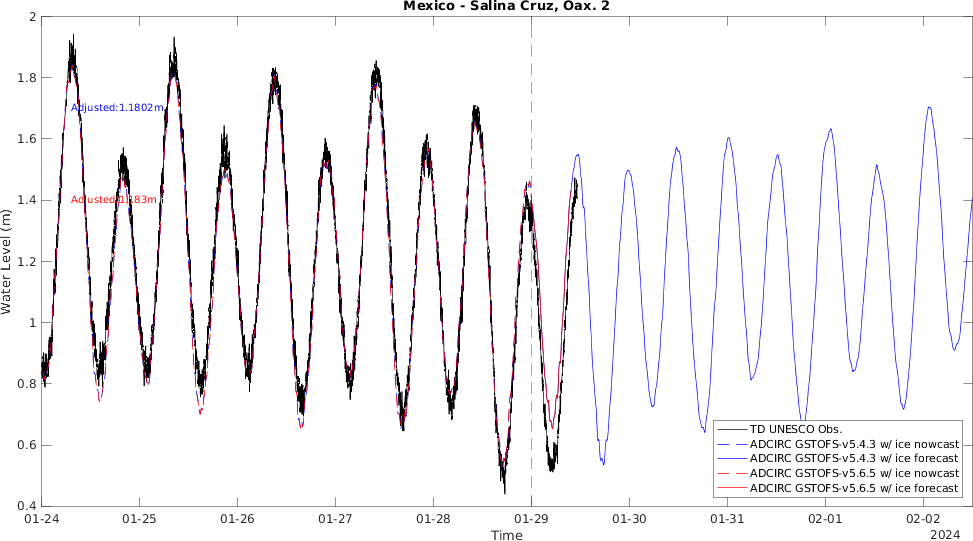 Mexico - Salina Cruz, Oax. 2
2
1.8
1.6
1.4
1.2
1
0.8
0.6
0.4
Water Level (m)
Adjusted:1.1802m
Adjusted:1.183m
TD UNESCO Obs.
ADCIRC GSTOFS-v5.4.3 w/ ice nowcast
ADCIRC GSTOFS-v5.4.3 w/ ice forecast
ADCIRC GSTOFS-v5.6.5 w/ ice nowcast
ADCIRC GSTOFS-v5.6.5 w/ ice forecast
01-24 01-25 01-26 01-27 01-28 01-29 01-30 01-31 02-01 02-02
Time
2024